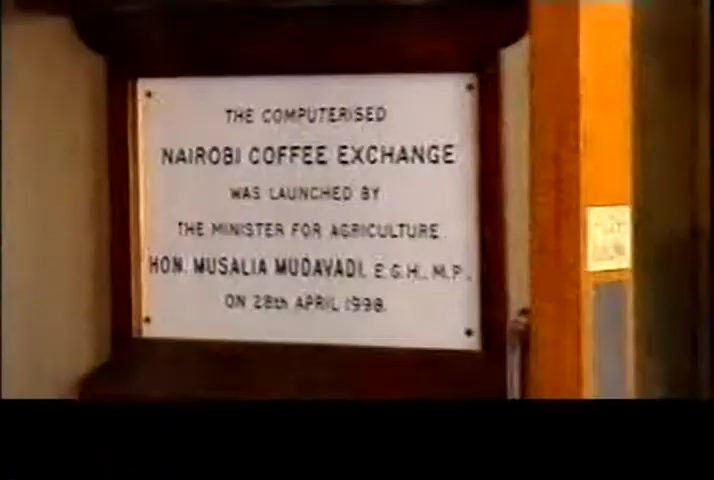 THE COMPUTERISED
NAIROBI COFFEE EXCHANGE
WAS LAUNCHED BY
THE MINISTER FOR AGRICULTURE
HON. MUSALIA MUDAVADI, E.G.H., M.P.,
ON 28th APRIL 1998.